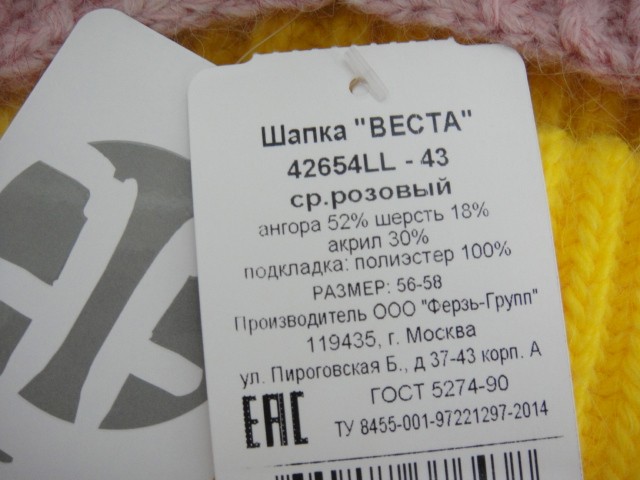 Шапка "ВЕСТА"
42654LL - 43
ср.розовый
ангора 52% шерсть 18%
акрил 30%
подкладка: полиэстер 100%
РАЗМЕР: 56-58
Производитель ООО "Ферзь-Групп"
119435, г. Москва
ул. Пироговская Б., д 37-43 корп. А
ГОСТ 5274-90
ЕАС
ТУ 8455-001-97221297-2014